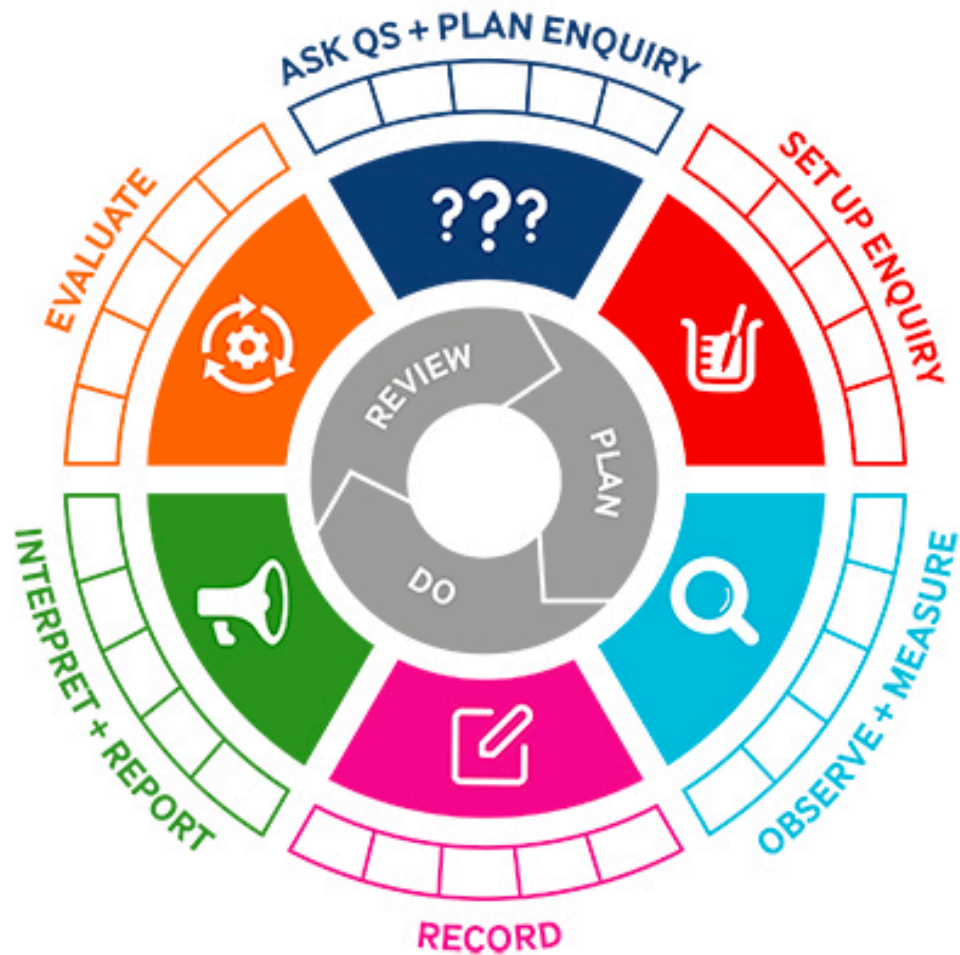 ASK QS + PLAN ENQUIRY
SET UP ENQUIRY
OBSERVE + MEASURE
RECORD
INTERPRET + REPORT
EVALUATE
???
REVIEW
PLAN
DO